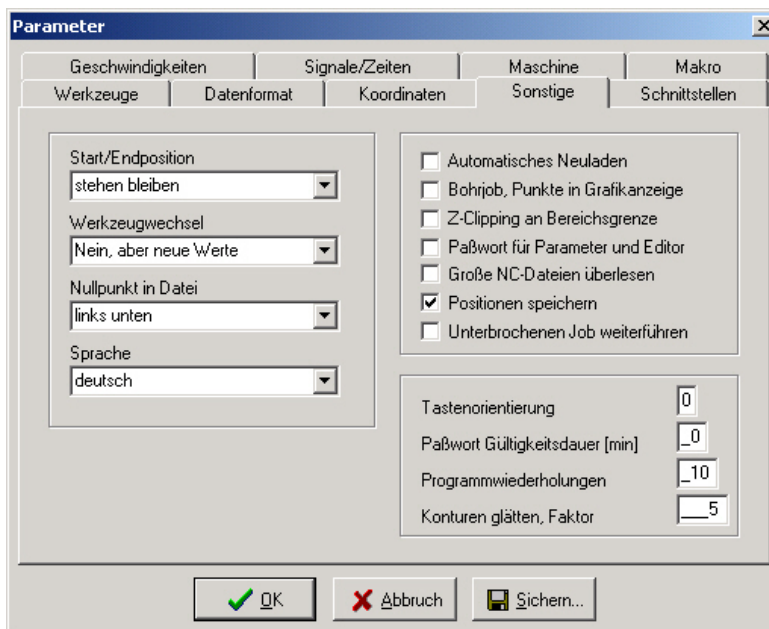 Parameter
Geschwindigkeiten
Signale/Zeiten
Maschine
Makro
Werkzeuge
Datenformat
Koordinaten
Sonstige
Schnittstellen
Start/Endposition
stehen bleiben
Werkzeugwechsel
Nein, aber neue Werte
Nullpunkt in Datei
links unten
Sprache
deutsch
Automatisches Neuladen
Bohrjob, Punkte in Grafikanzeige
Z-Clipping an Bereichsgrenze
Paßwort für Parameter und Editor
Große NC-Dateien überlesen
Positionen speichern
Unterbrochenen Job weiterführen
Tastenorientierung 0
Paßwort Gültigkeitsdauer [min] _0
Programmwiederholungen _10
Konturen glätten, Faktor ___5
OK
Abbruch
Sichern...